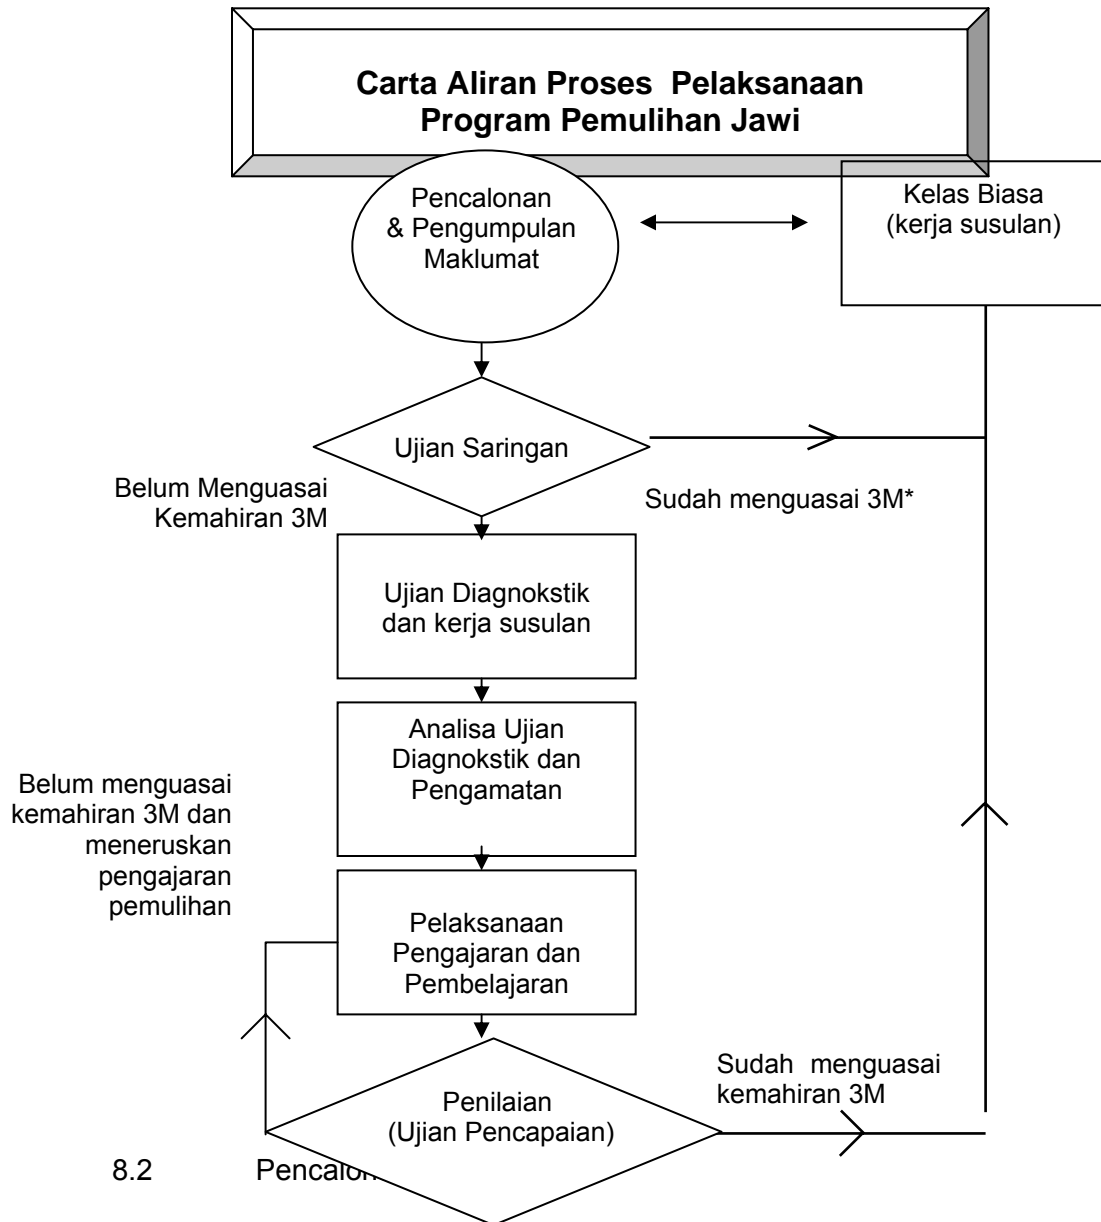 Carta Aliran Proses Pelaksanaan
Program Pemulihan Jawi
Pencalonan
& Pengumpulan
Maklumat
Kelas Biasa
(kerja susulan)
Ujian Saringan
Belum Menguasai
Kemahiran 3M
Sudah menguasai 3M*
Ujian Diagnokstik
dan kerja susulan
Analisa Ujian
Diagnokstik dan
Pengamatan
Belum menguasai
kemahiran 3M dan
meneruskan
pengajaran
pemulihan
Pelaksanaan
Pengajaran dan
Pembelajaran
Sudah menguasai
kemahiran 3M
Penilaian
(Ujian Pencapaian)
8.2